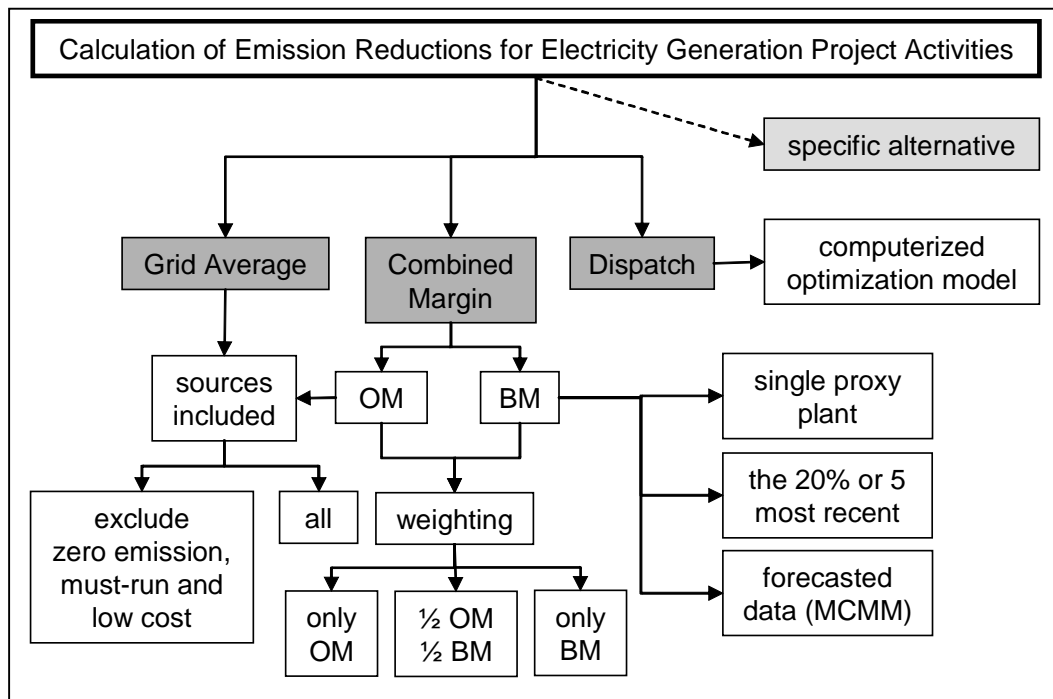 Calculation of Emission Reductions for Electricity Generation Project Activities
specific alternative
Grid Average
Combined
Margin
Dispatch
computerized
optimization model
sources
included
OM
BM
single proxy
plant
exclude
zero emission,
must-run and
low cost
all
weighting
the 20% or 5
most recent
only
OM
½ OM
½ BM
only
BM
forecasted
data (MCMM)